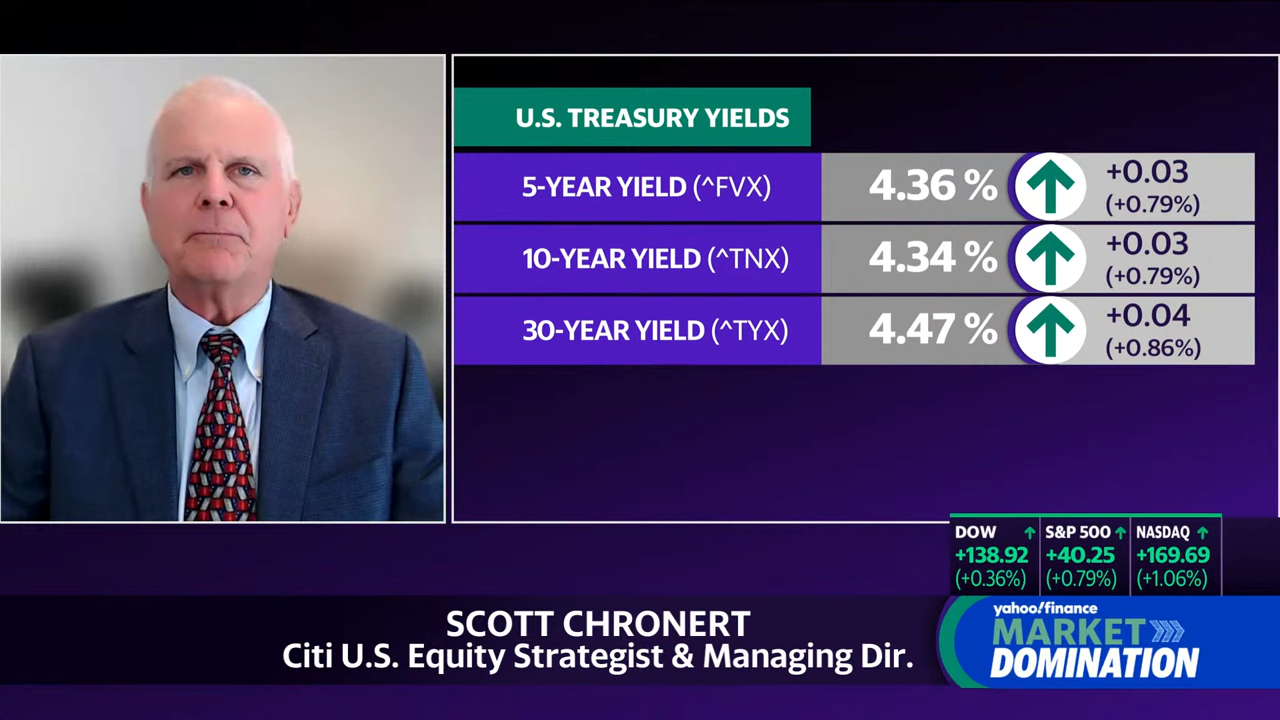 U.S. TREASURY YIELDS
5-YEAR YIELD (^FVX) 4.36 % +0.03 (+0.79%)
10-YEAR YIELD (^TNX) 4.34 % +0.03 (+0.79%)
30-YEAR YIELD (^TYX) 4.47 % +0.04 (+0.86%)
DOW S&P 500 NASDAQ
+138.92 +40.25 +169.69
(+0.36%) (+0.79%) (+1.06%)
SCOTT CHRONERT
Citi U.S. Equity Strategist & Managing Dir.
yahoo!finance
MARKET
DOMINATION